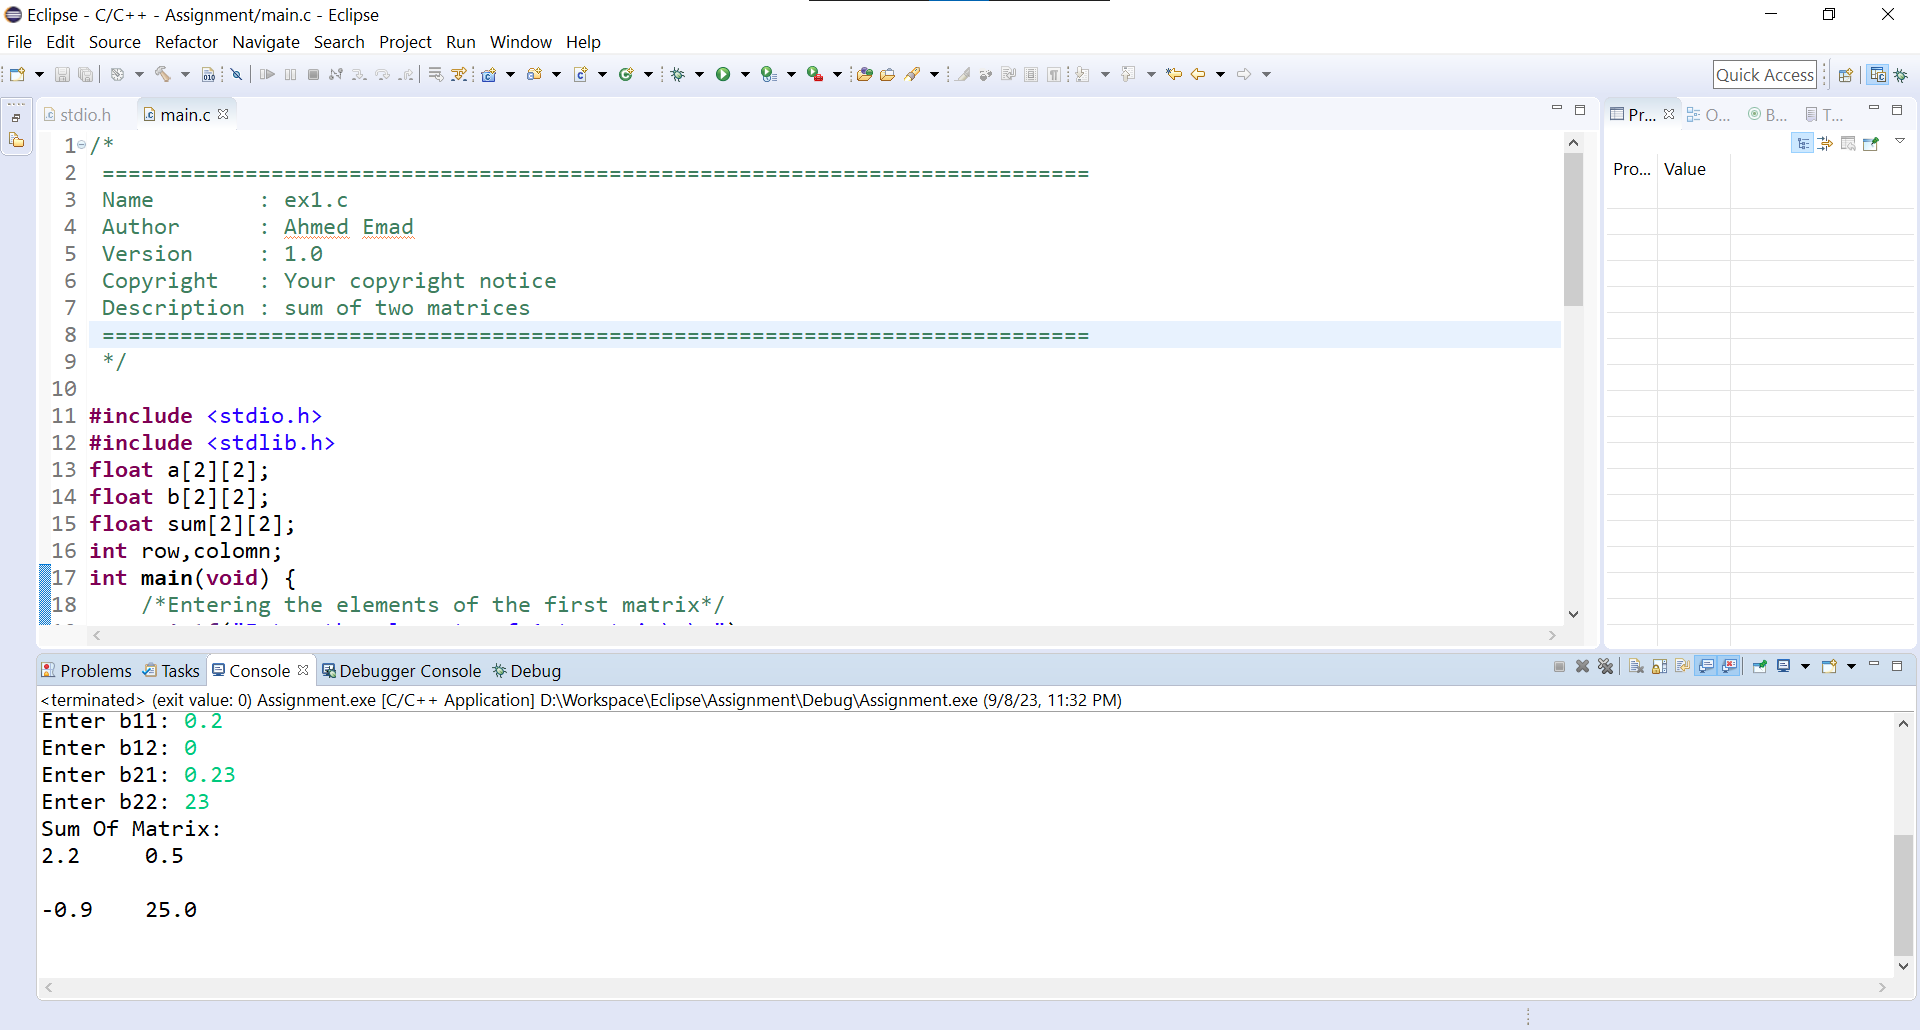 Eclipse - C/C++ - Assignment/main.c - Eclipse
File Edit Source Refactor Navigate Search Project Run Window Help
Quick Access
stdio.h main.c
Pr... O... B... T...
Pro... Value
1 /*
2 ============================================================================
3 Name        : ex1.c
4 Author      : Ahmed Emad
5 Version     : 1.0
6 Copyright   : Your copyright notice
7 Description : sum of two matrices
8 ============================================================================
9 */
10
11 #include <stdio.h>
12 #include <stdlib.h>
13 float a[2][2];
14 float b[2][2];
15 float sum[2][2];
16 int row,colomn;
17 int main(void) {
18     /*Entering the elements of the first matrix*/
Problems Tasks Console Debugger Console Debug
<terminated> (exit value: 0) Assignment.exe [C/C++ Application] D:\Workspace\Eclipse\Assignment\Debug\Assignment.exe (9/8/23, 11:32 PM)
Enter b11: 0.2
Enter b12: 0
Enter b21: 0.23
Enter b22: 23
Sum Of Matrix:
2.2     0.5
-0.9    25.0